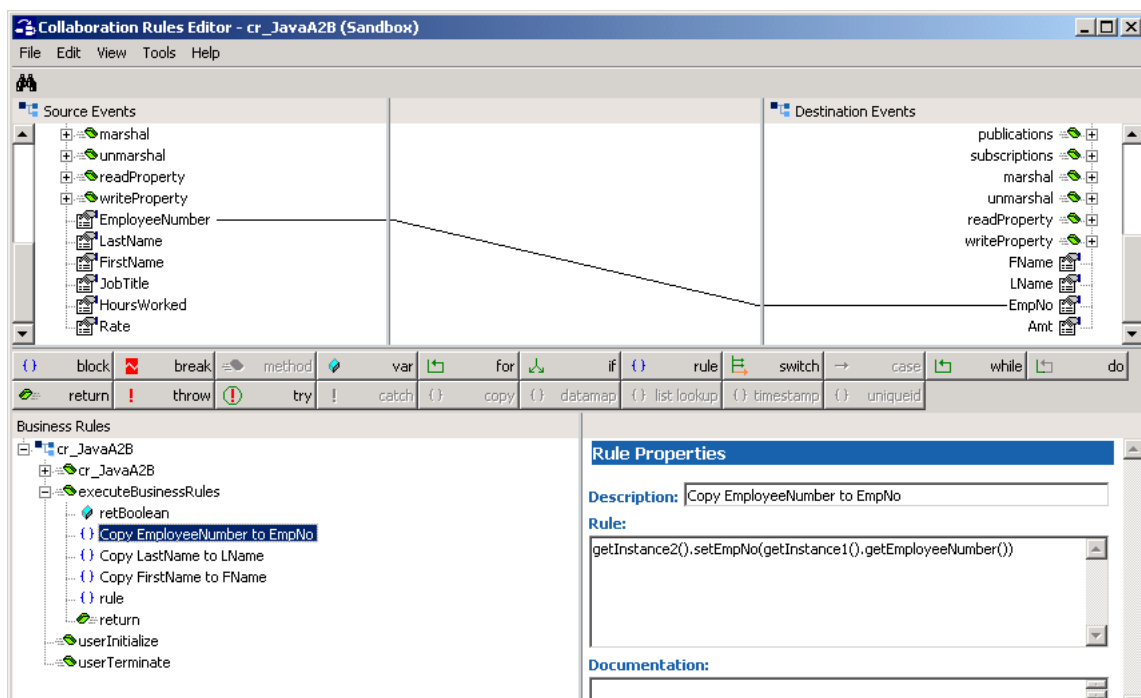 Collaboration Rules Editor - cr_JavaA2B (Sandbox)
File Edit View Tools Help
Source Events
marshal
unmarshal
readProperty
writeProperty
EmployeeNumber
LastName
FirstName
JobTitle
HoursWorked
Rate
Destination Events
publications
subscriptions
marshal
unmarshal
readProperty
writeProperty
FName
LName
EmpNo
Amt
{} block break method var for if {} rule switch case while do
return throw try catch {} copy {} datamap {} list lookup {} timestamp {} uniqueid
Business Rules
cr_JavaA2B
cr_JavaA2B
executeBusinessRules
retBoolean
{} Copy EmployeeNumber to EmpNo
{} Copy LastName to LName
{} Copy FirstName to FName
{} rule
return
userInitialize
userTerminate
Rule Properties
Description: Copy EmployeeNumber to EmpNo
Rule:
getInstance2().setEmpNo(getInstance1().getEmployeeNumber())
Documentation: